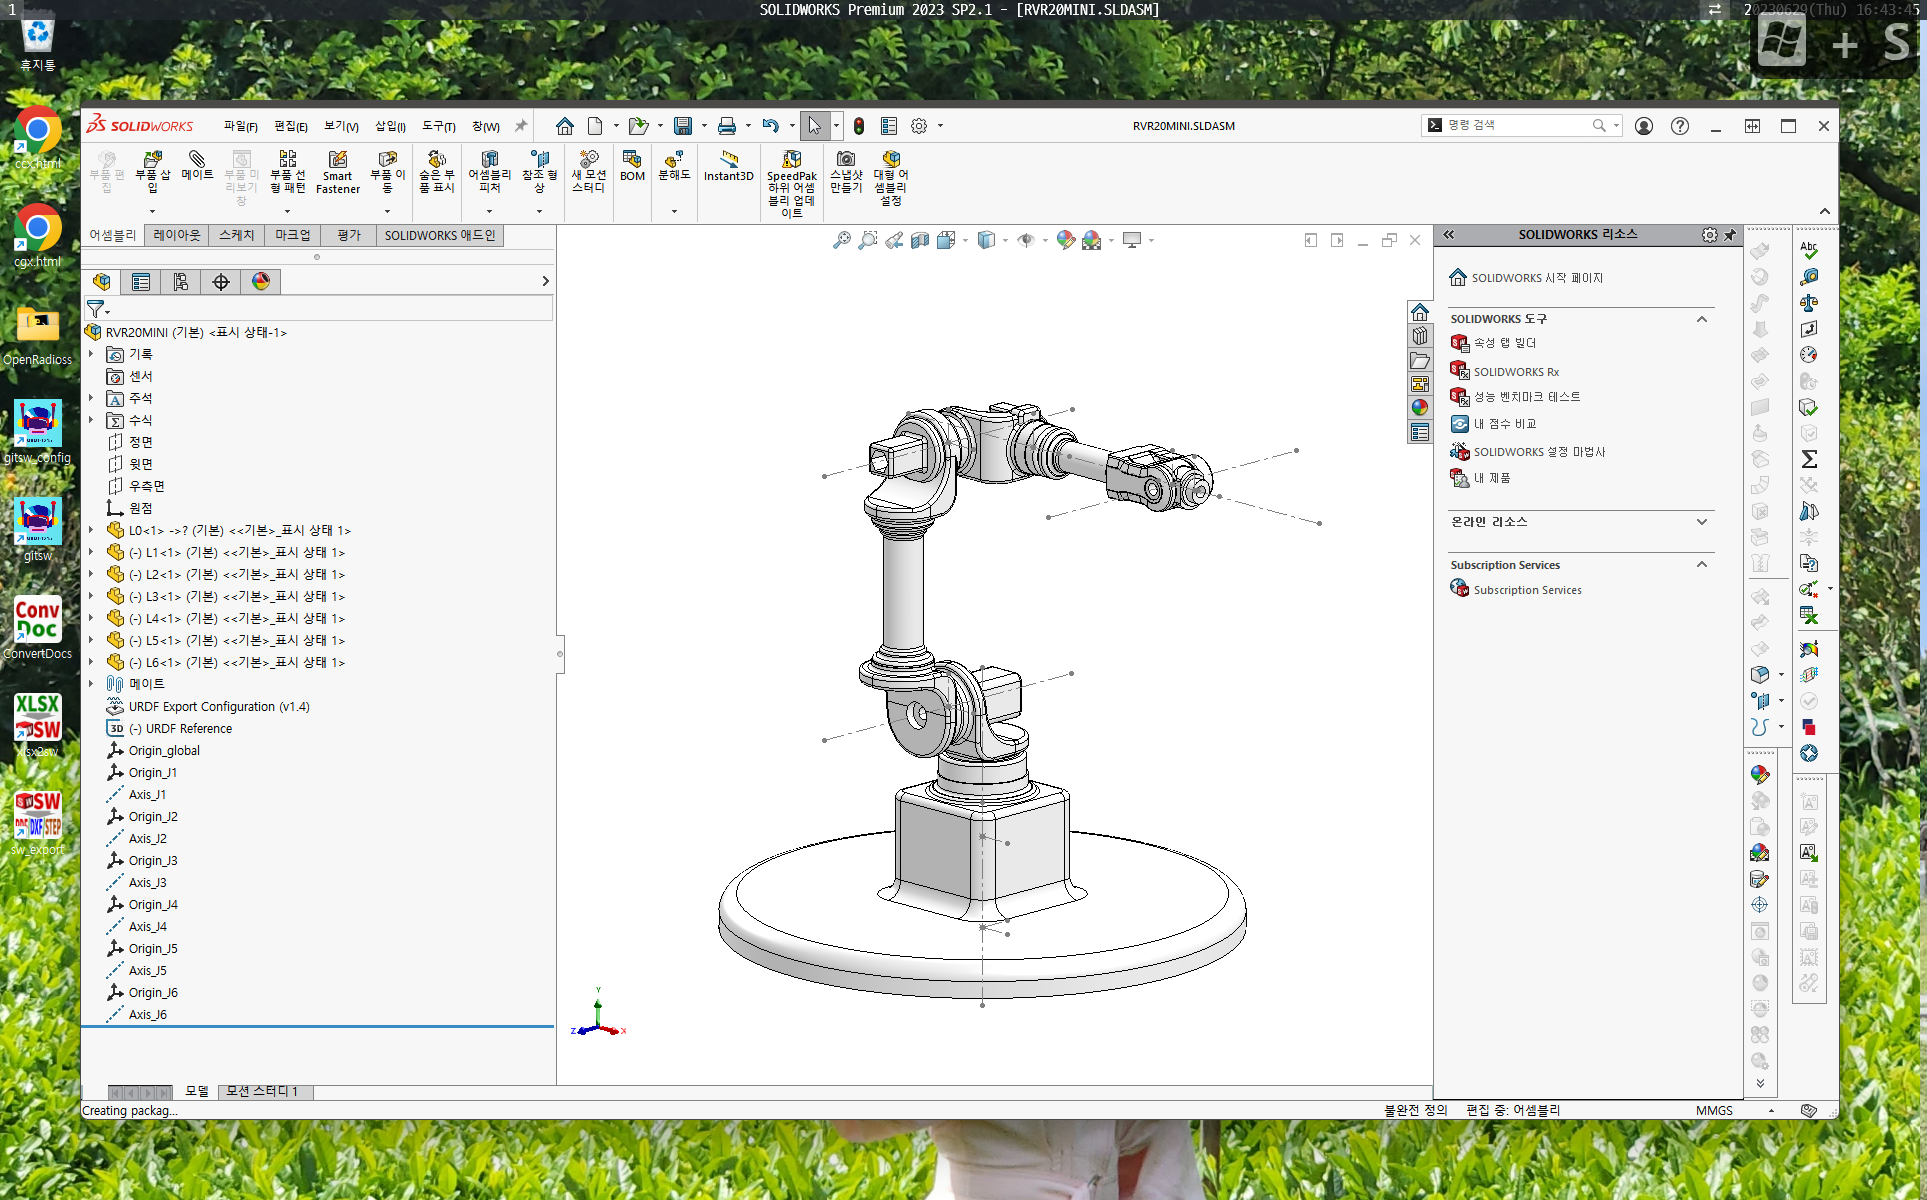 1
SOLIDWORKS Premium 2023 SP2.1 - [RVR20MINI.SLDASM]
20230629(Thu) 16:43:45
+ S
휴지통
ccx.html
cgx.html
OpenRadioss
gitsw_config
gitsw
Conv
Doc
ConvertDocs
XLSX
SW
xlsx2sw
SW
DXF/STEP
sw_export
SOLIDWORKS
파일(F)
편집(E)
보기(V)
삽입(I)
도구(T)
창(W)
RVR20MINI.SLDASM
명령 검색
부품 편집
부품 삽입
메이트
부품 미리보기 창
부품 선형 패턴
Smart Fastener
부품 이동
숨은 부품 표시
어셈블리 피처
참조 형상
새 모션 스터디
BOM
분해도
Instant3D
SpeedPak 하위 어셈블리 업데이트
스냅샷 만들기
대형 어셈블리 설정
어셈블리
레이아웃
스케치
마크업
평가
SOLIDWORKS 애드인
RVR20MINI (기본) <표시 상태-1>
기록
센서
주석
수식
정면
윗면
우측면
원점
L0<1> ->? (기본) <<기본>_표시 상태 1>
(-) L1<1> (기본) <<기본>_표시 상태 1>
(-) L2<1> (기본) <<기본>_표시 상태 1>
(-) L3<1> (기본) <<기본>_표시 상태 1>
(-) L4<1> (기본) <<기본>_표시 상태 1>
(-) L5<1> (기본) <<기본>_표시 상태 1>
(-) L6<1> (기본) <<기본>_표시 상태 1>
메이트
URDF Export Configuration (v1.4)
3D (-) URDF Reference
Origin_global
Origin_J1
Axis_J1
Origin_J2
Axis_J2
Origin_J3
Axis_J3
Origin_J4
Axis_J4
Origin_J5
Axis_J5
Origin_J6
Axis_J6
Y
Z
X
SOLIDWORKS 리소스
SOLIDWORKS 시작 페이지
SOLIDWORKS 도구
속성 탭 빌더
SOLIDWORKS Rx
성능 벤치마크 테스트
내 점수 비교
SOLIDWORKS 설정 마법사
내 제품
온라인 리소스
Subscription Services
Subscription Services
Abc
모델
모션 스터디 1
Creating packag...
불완전 정의
편집 중: 어셈블리
MMGS